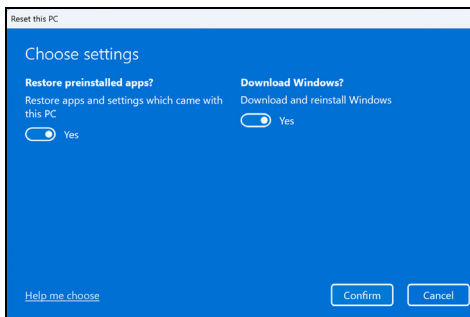 Reset this PC
Choose settings
Restore preinstalled apps?
Restore apps and settings which came with
this PC
Yes
Download Windows?
Download and reinstall Windows
Yes
Help me choose
Confirm
Cancel